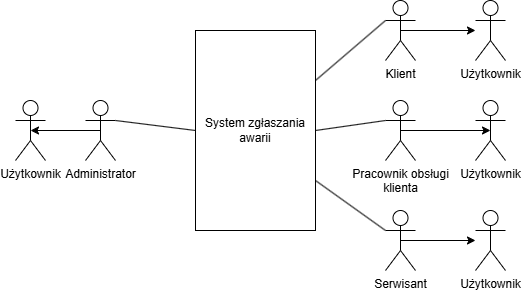 Klient
Użytkownik
System zgłaszania
awarii
Użytkownik
Administrator
Pracownik obsługi
klienta
Użytkownik
Serwisant
Użytkownik